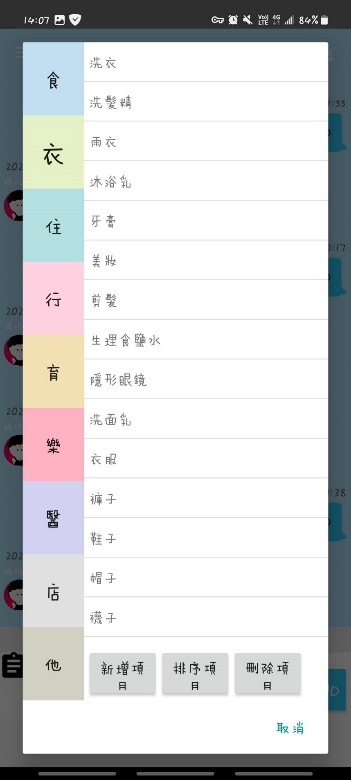 14:07
Vo)) LTE 4G 84%
食
衣
住
行
育
樂
醫
店
他
洗衣
洗髮精
雨衣
沐浴乳
牙膏
美妝
剪髮
生理食鹽水
隱形眼鏡
洗面乳
衣服
褲子
鞋子
帽子
襪子
新增項目
排序項目
刪除項目
取消